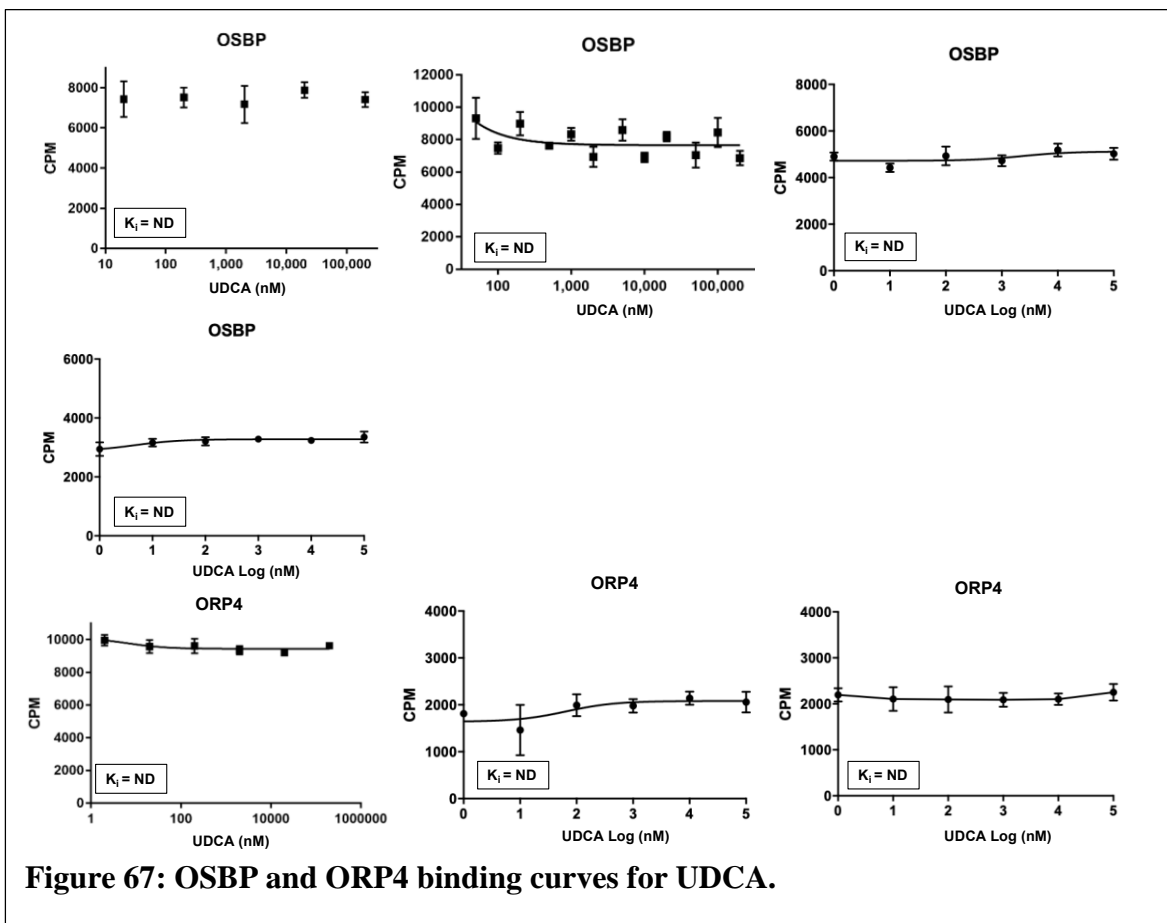 OSBP
8000
6000
4000
2000
0
CPM
Kᵢ = ND
10 100 1,000 10,000 100,000
UDCA (nM)
OSBP
12000
10000
8000
6000
4000
2000
0
CPM
Kᵢ = ND
100 1,000 10,000 100,000
UDCA (nM)
OSBP
8000
6000
4000
2000
0
CPM
Kᵢ = ND
0 1 2 3 4 5
UDCA Log (nM)
OSBP
6000
4000
2000
0
CPM
Kᵢ = ND
0 1 2 3 4 5
UDCA Log (nM)
ORP4
10000
8000
6000
4000
2000
0
CPM
Kᵢ = ND
1 100 10000 1000000
UDCA (nM)
ORP4
4000
3000
2000
1000
0
CPM
Kᵢ = ND
0 1 2 3 4 5
UDCA Log (nM)
ORP4
4000
3000
2000
1000
0
CPM
Kᵢ = ND
0 1 2 3 4 5
UDCA Log (nM)
Figure 67: OSBP and ORP4 binding curves for UDCA.